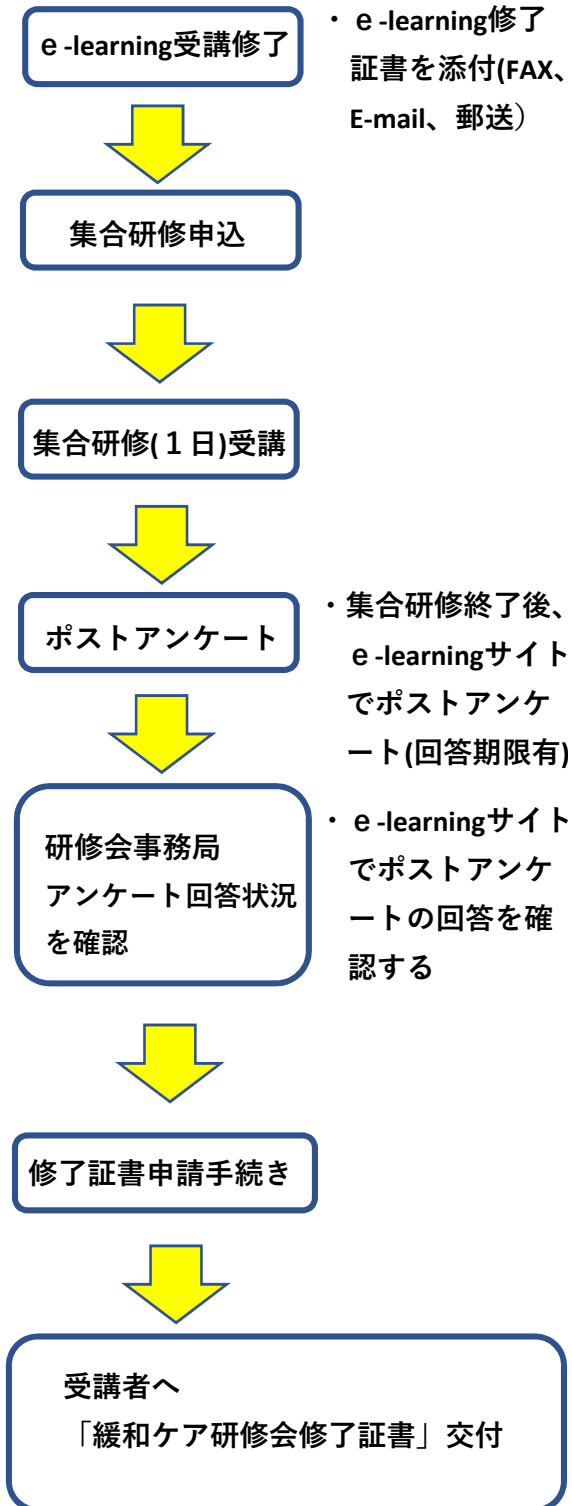 ｅ-learning受講修了
・ｅ-learning修了
証書を添付(FAX、
E-mail、郵送）
集合研修申込
集合研修(１日)受講
ポストアンケート
・集合研修終了後、
ｅ-learningサイト
でポストアンケ
ート(回答期限有)
研修会事務局
アンケート回答状況
を確認
・ｅ-learningサイト
でポストアンケ
ートの回答を確
認する
修了証書申請手続き
受講者へ
「緩和ケア研修会修了証書」交付